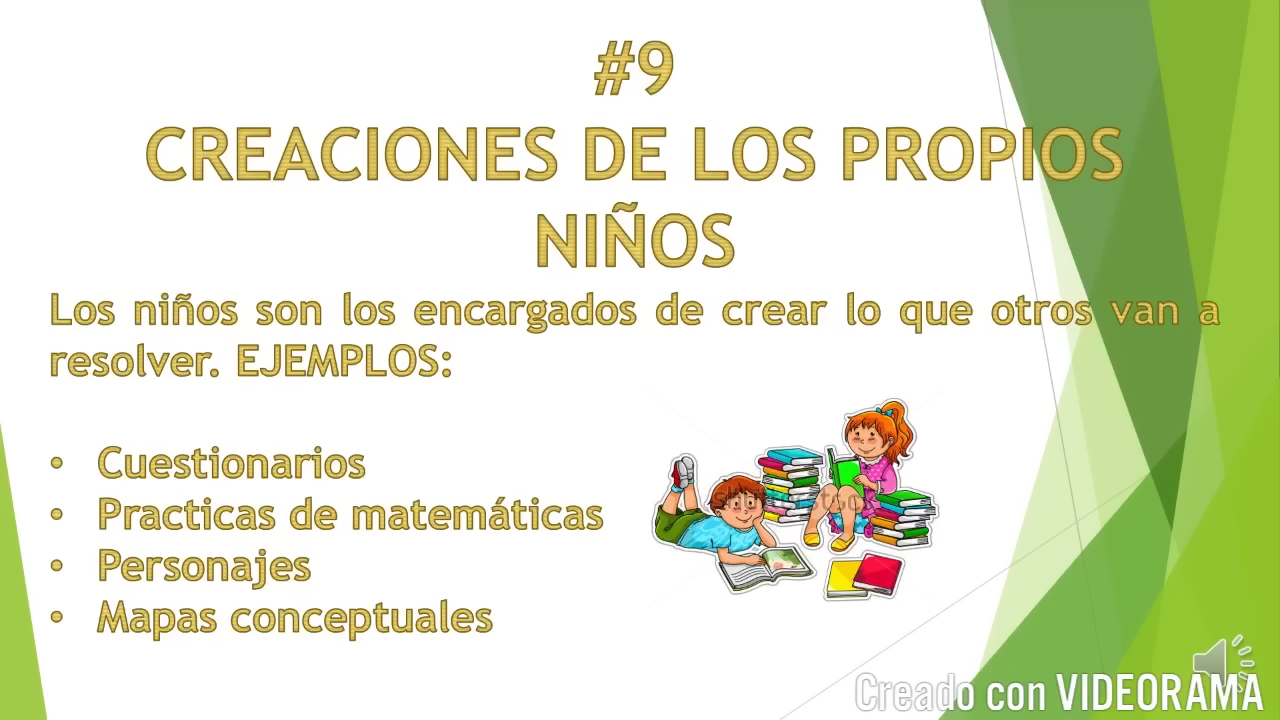 #9
CREACIONES DE LOS PROPIOS
NIÑOS
Los niños son los encargados de crear lo que otros van a
resolver. EJEMPLOS:
• Cuestionarios
• Practicas de matemáticas
• Personajes
• Mapas conceptuales
Creado con VIDEORAMA